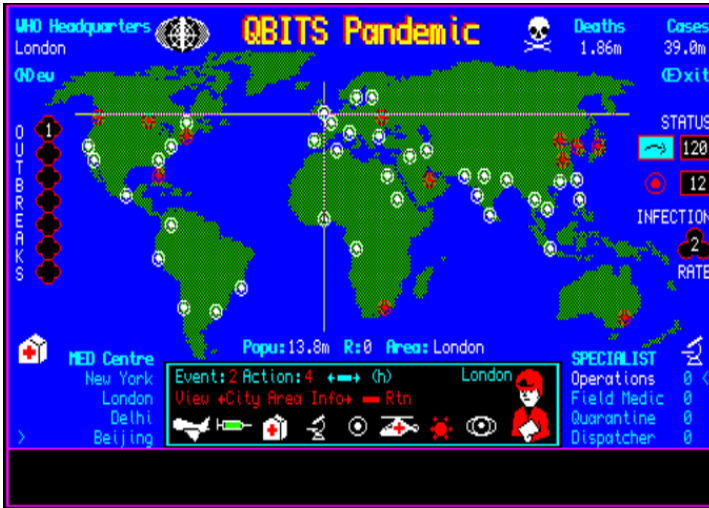 WHO Headquarters
London
QBITS Pandemic
Deaths
1.86m
Cases
39.0m
(N)ew
(E)xit
OUTBREAKS
1
STATUS
120
12
INFECTION
2
RATE
Popu:13.8m R:0 Area:London
MED Centre
New York
London
Delhi
> Beijing
Event:2 Action:4 (h) London
View City Area Info Rtn
SPECIALIST
Operations 0 <
Field Medic 0
Quarantine 0
Dispatcher 0